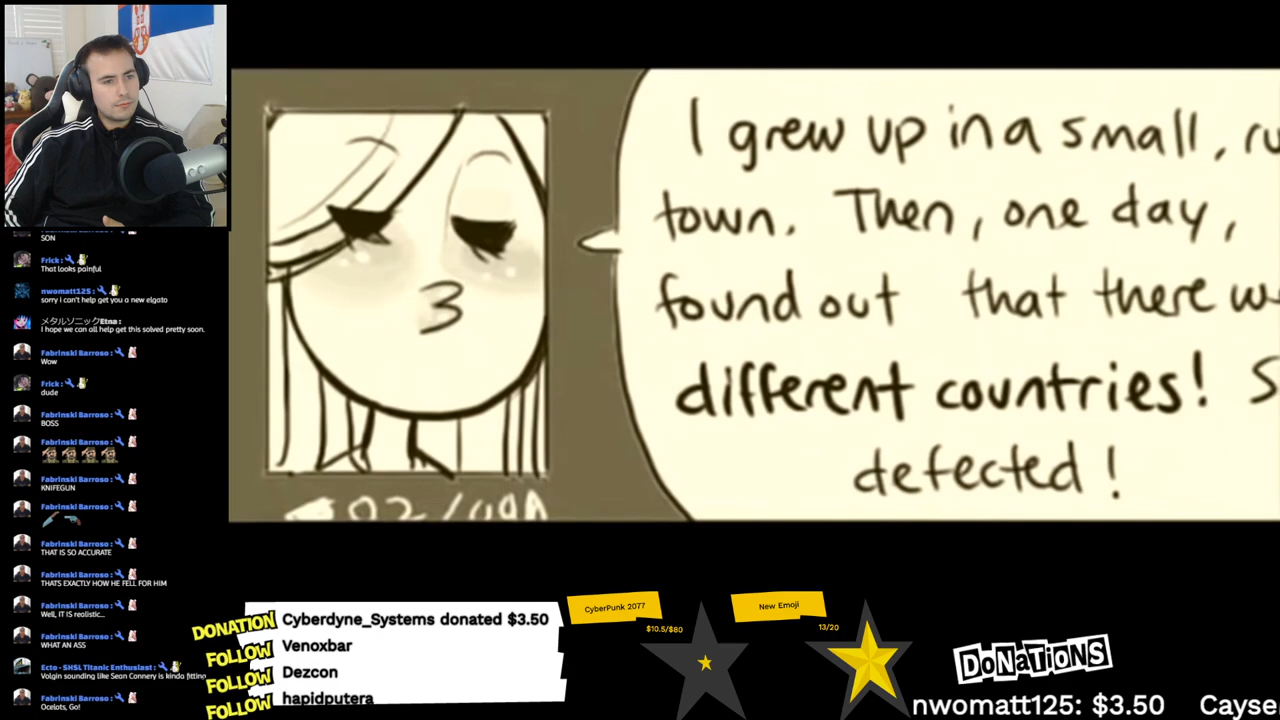 SON
Frick :
That looks painful
nwomatt125 :
sorry i can't help get you a new elgato
メタルソニックEtna :
I hope we can all help get this solved pretty soon.
Fabrinski Barroso :
Wow
Frick :
dude
Fabrinski Barroso :
BOSS
Fabrinski Barroso :
Fabrinski Barroso :
KNIFEGUN
Fabrinski Barroso :
Fabrinski Barroso :
THAT IS SO ACCURATE
Fabrinski Barroso :
THATS EXACTLY HOW HE FELL FOR HIM
Fabrinski Barroso :
Well, IT IS realistic...
Fabrinski Barroso :
WHAT AN ASS
Ecto - SHSL Titanic Enthusiast :
Volgin sounding like Sean Connery is kinda fitting
Fabrinski Barroso :
Ocelots, Go!
I grew up in a small,
town. Then, one day,
found out that there
different countries!
defected!
DONATION Cyberdyne_Systems donated $3.50
FOLLOW Venoxbar
FOLLOW Dezcon
FOLLOW hapidputera
CyberPunk 2077
$10.5/$80
New Emoji
13/20
DONATIONS
nwomatt125: $3.50 Cayse